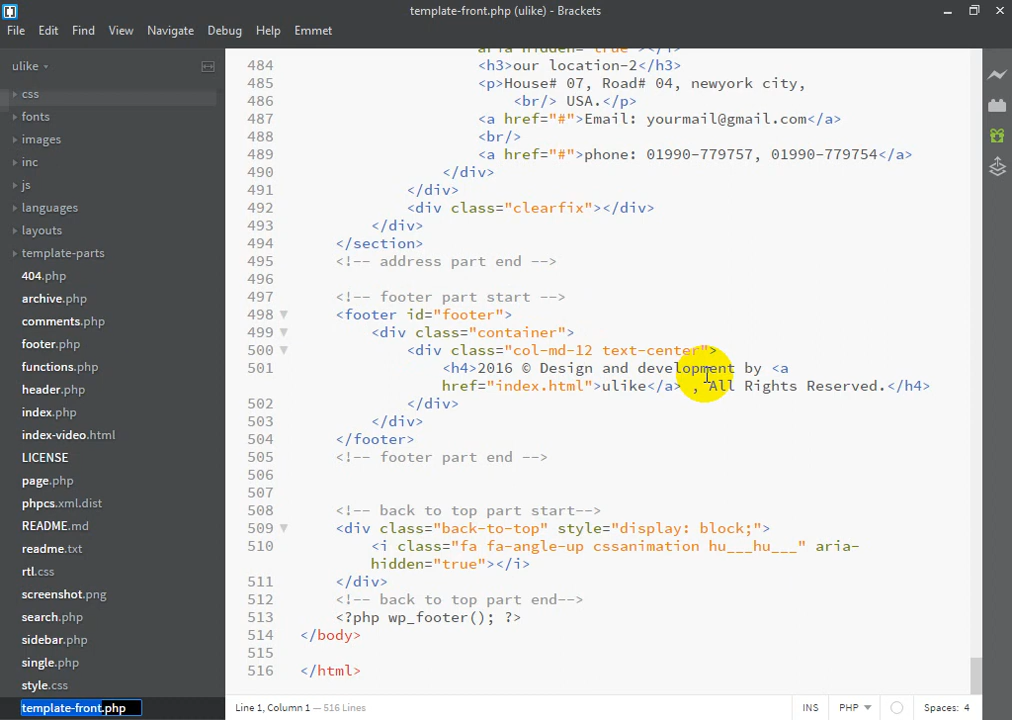 template-front.php (ulike) - Brackets
File Edit Find View Navigate Debug Help Emmet
ulike
css
fonts
images
inc
js
languages
layouts
template-parts
404.php
archive.php
comments.php
footer.php
functions.php
header.php
index.php
index-video.html
LICENSE
page.php
phpcs.xml.dist
README.md
readme.txt
rtl.css
screenshot.png
search.php
sidebar.php
single.php
style.css
template-front.php
aria-hidden="true"></i>
484 <h3>our location-2</h3>
485 <p>House# 07, Road# 04, newyork city,
486 <br/> USA.</p>
487 <a href="#">Email: yourmail@gmail.com</a>
488 <br/>
489 <a href="#">phone: 01990-779757, 01990-779754</a>
490 </div>
491 </div>
492 <div class="clearfix"></div>
493 </div>
494 </section>
495 <!-- address part end -->
496
497 <!-- footer part start -->
498 <footer id="footer">
499 <div class="container">
500 <div class="col-md-12 text-center">
501 <h4>2016 © Design and development by <a
href="index.html">ulike</a> , All Rights Reserved.</h4>
502 </div>
503 </div>
504 </footer>
505 <!-- footer part end -->
506
507
508 <!-- back to top part start-->
509 <div class="back-to-top" style="display: block;">
510 <i class="fa fa-angle-up cssanimation hu___hu___" aria-
hidden="true"></i>
511 </div>
512 <!-- back to top part end-->
513 <?php wp_footer(); ?>
514 </body>
515
516 </html>
Line 1, Column 1 — 516 Lines
INS PHP Spaces: 4